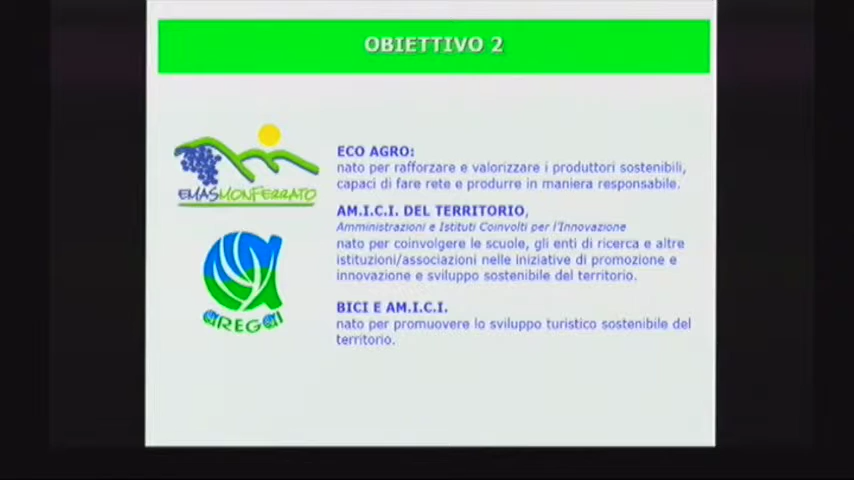 OBIETTIVO 2
EMASMONFERRATO
AREGAI
ECO AGRO:
nato per rafforzare e valorizzare i produttori sostenibili,
capaci di fare rete e produrre in maniera responsabile.
AM.I.C.I. DEL TERRITORIO,
Amministrazioni e Istituti Coinvolti per l'Innovazione
nato per coinvolgere le scuole, gli enti di ricerca e altre
istituzioni/associazioni nelle iniziative di promozione e
innovazione e sviluppo sostenibile del territorio.
BICI E AM.I.C.I.
nato per promuovere lo sviluppo turistico sostenibile del
territorio.